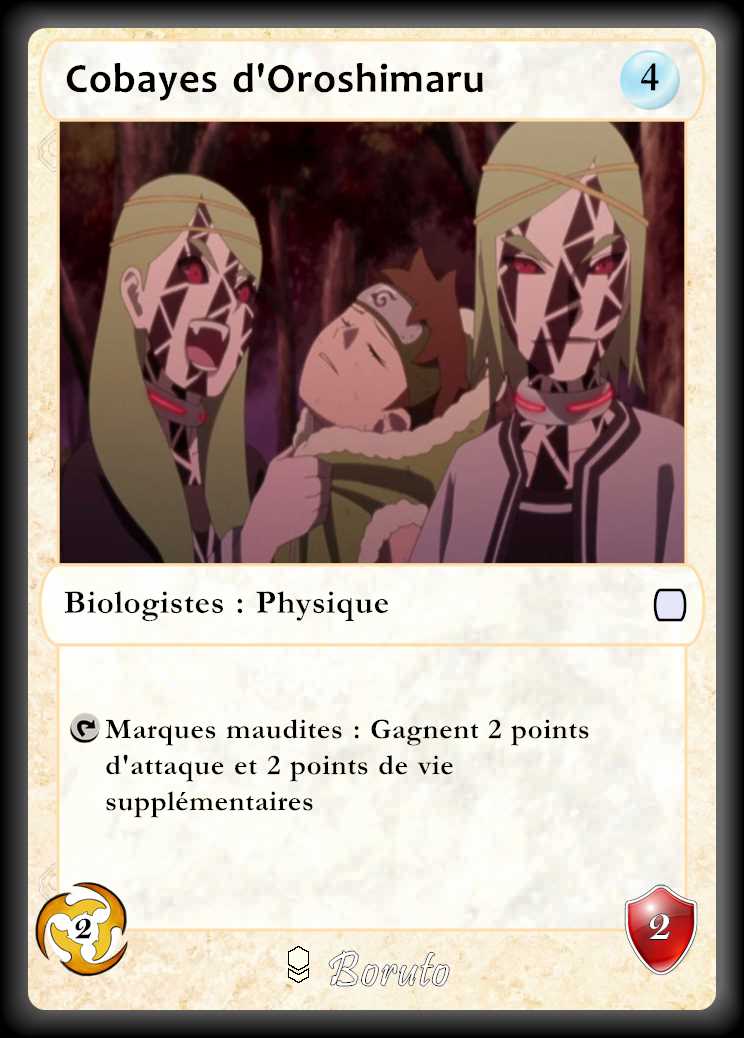 Cobayes d'Oroshimaru
4
Biologistes : Physique
Marques maudites : Gagnent 2 points
d'attaque et 2 points de vie
supplémentaires
2
2
Boruto